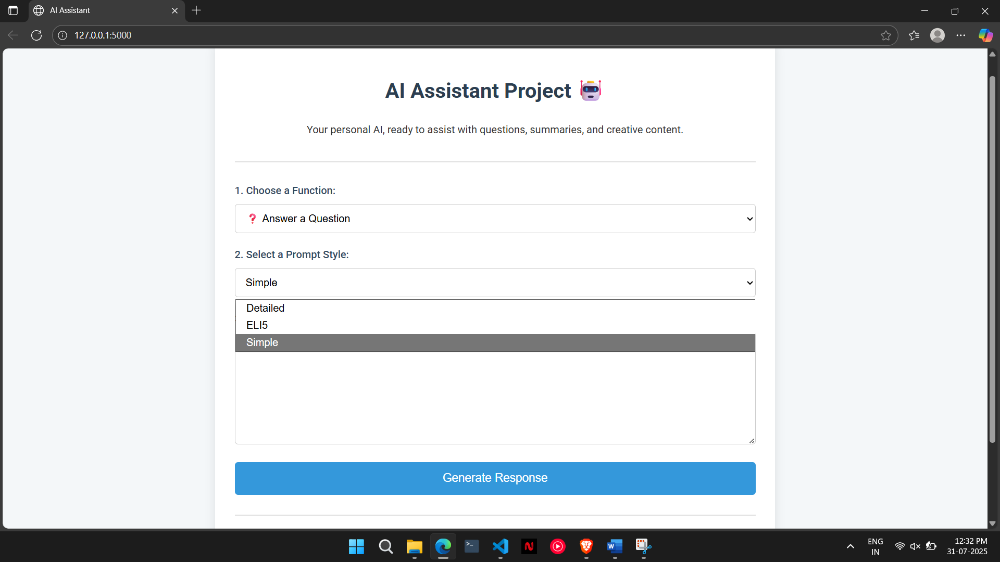 AI Assistant
127.0.0.1:5000
AI Assistant Project
Your personal AI, ready to assist with questions, summaries, and creative content.
1. Choose a Function:
❓ Answer a Question
2. Select a Prompt Style:
Simple
Detailed
ELI5
Simple
Generate Response
ENG
IN
12:32 PM
31-07-2025